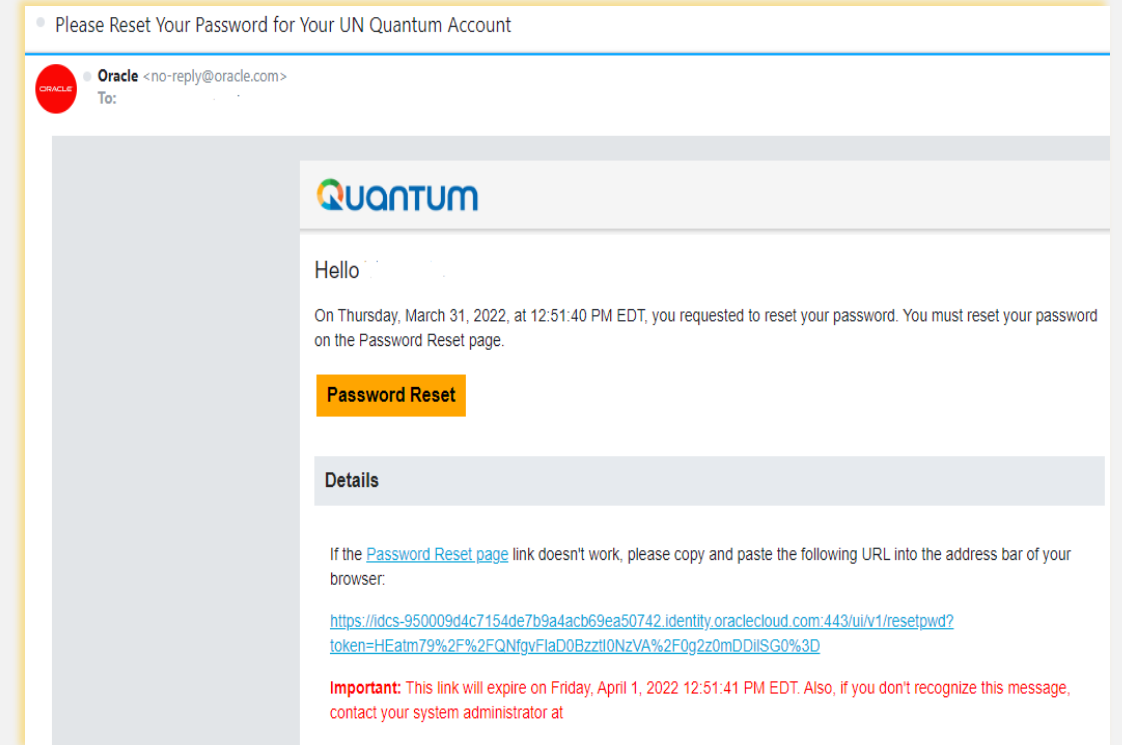 Please Reset Your Password for Your UN Quantum Account
ORACLE
Oracle <no-reply@oracle.com>
To:
Quantum
Hello
On Thursday, March 31, 2022, at 12:51:40 PM EDT, you requested to reset your password. You must reset your password
on the Password Reset page.
Password Reset
Details
If the Password Reset page link doesn't work, please copy and paste the following URL into the address bar of your
browser:
https://idcs-950009d4c7154de7b9a4acb69ea50742.identity.oraclecloud.com:443/ui/v1/resetpwd?
token=HEatm79%2F%2FQNfgvFlaD0BzztI0NzVA%2F0g2z0mDDilSG0%3D
Important: This link will expire on Friday, April 1, 2022 12:51:41 PM EDT. Also, if you don't recognize this message,
contact your system administrator at